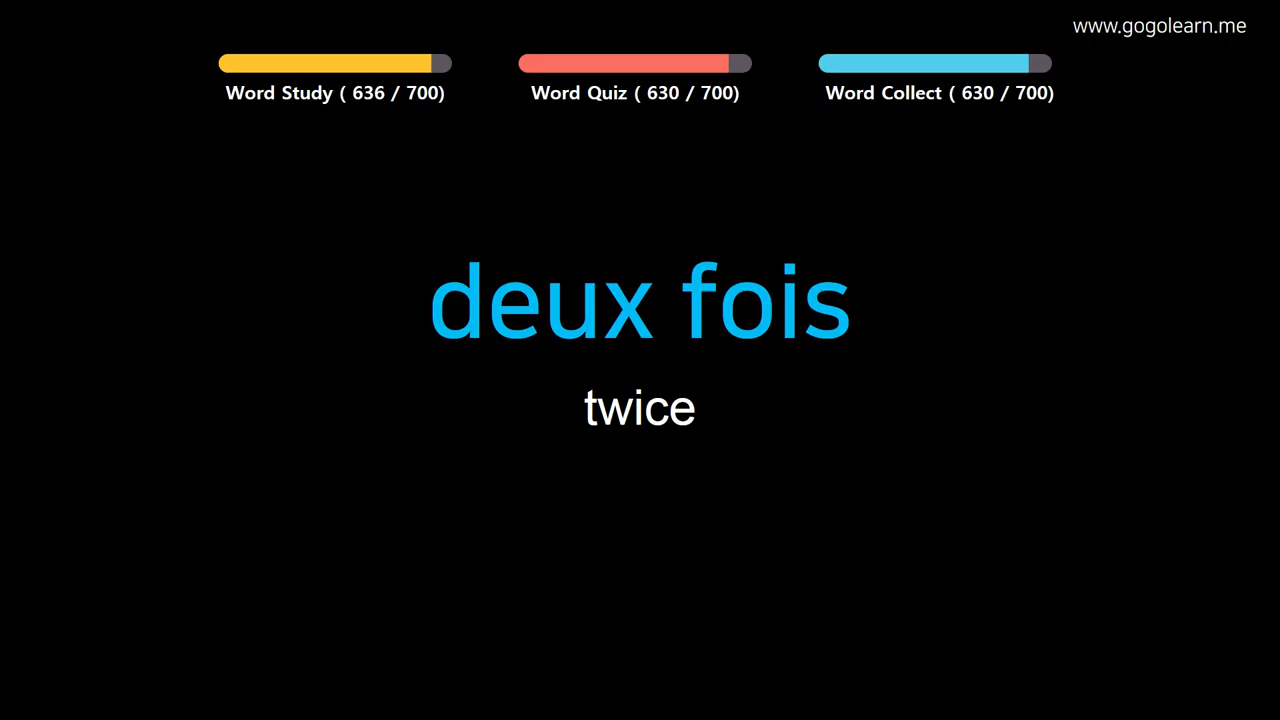 www.gogolearn.me
Word Study ( 636 / 700)
Word Quiz ( 630 / 700)
Word Collect ( 630 / 700)
deux fois
twice